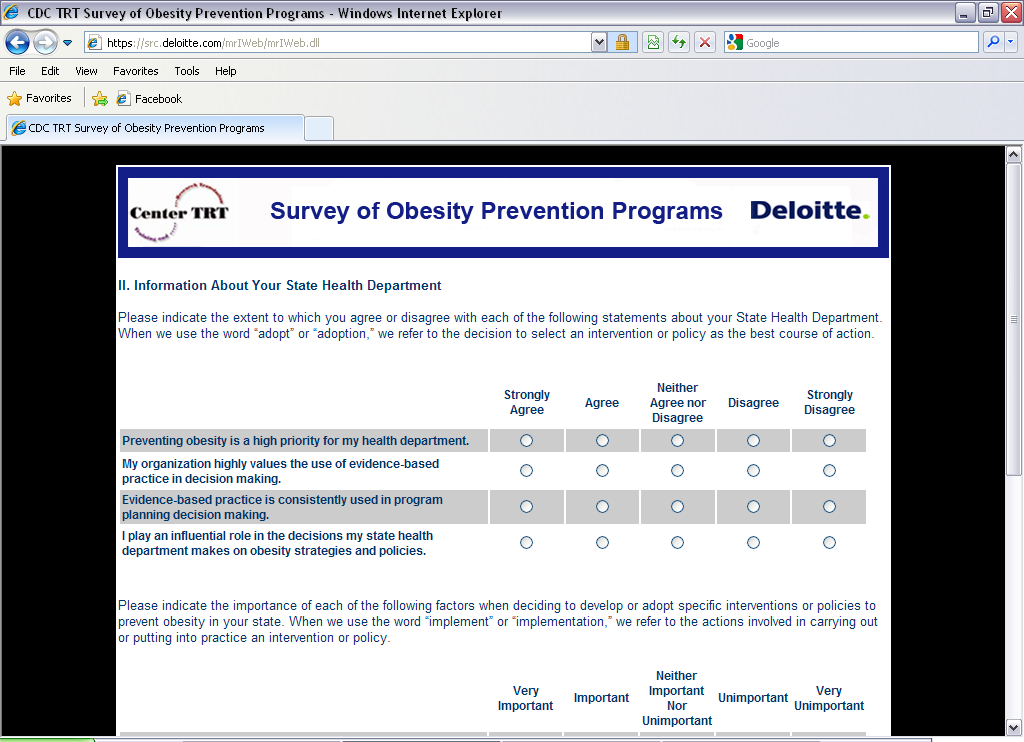 CDC TRT Survey of Obesity Prevention Programs - Windows Internet Explorer
https://src.deloitte.com/mrIWeb/mrIWeb.dll
Google
File Edit View Favorites Tools Help
Favorites Facebook
CDC TRT Survey of Obesity Prevention Programs
Center TRT
Survey of Obesity Prevention Programs
Deloitte.
II. Information About Your State Health Department
Please indicate the extent to which you agree or disagree with each of the following statements about your State Health Department.
When we use the word “adopt” or “adoption,” we refer to the decision to select an intervention or policy as the best course of action.
Strongly Agree
Agree
Neither Agree nor Disagree
Disagree
Strongly Disagree
Preventing obesity is a high priority for my health department.
My organization highly values the use of evidence-based
practice in decision making.
Evidence-based practice is consistently used in program
planning decision making.
I play an influential role in the decisions my state health
department makes on obesity strategies and policies.
Please indicate the importance of each of the following factors when deciding to develop or adopt specific interventions or policies to
prevent obesity in your state. When we use the word “implement” or “implementation,” we refer to the actions involved in carrying out
or putting into practice an intervention or policy.
Very Important
Important
Neither Important Nor Unimportant
Unimportant
Very Unimportant